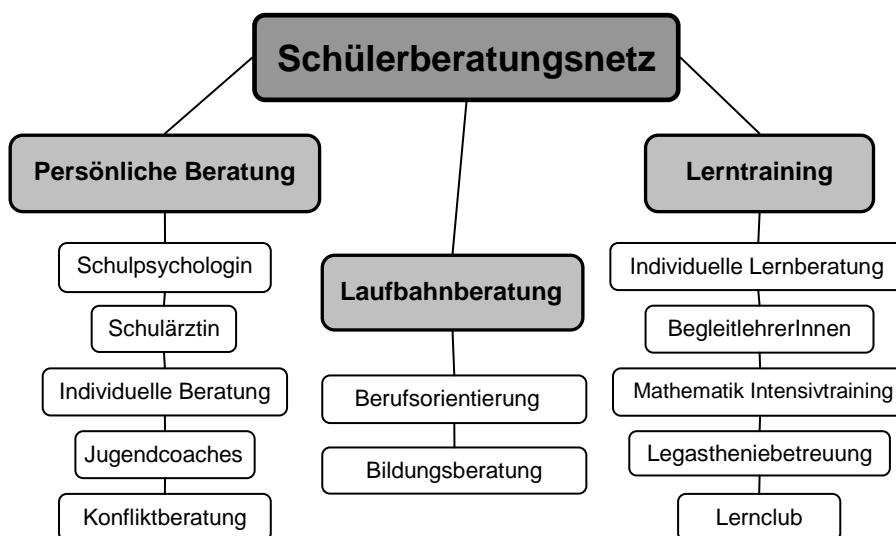 Schülerberatungsnetz
Persönliche Beratung
Schulpsychologin
Schulärztin
Individuelle Beratung
Jugendcoaches
Konfliktberatung
Laufbahnberatung
Berufsorientierung
Bildungsberatung
Lerntraining
Individuelle Lernberatung
BegleitlehrerInnen
Mathematik Intensivtraining
Legastheniebetreuung
Lernclub